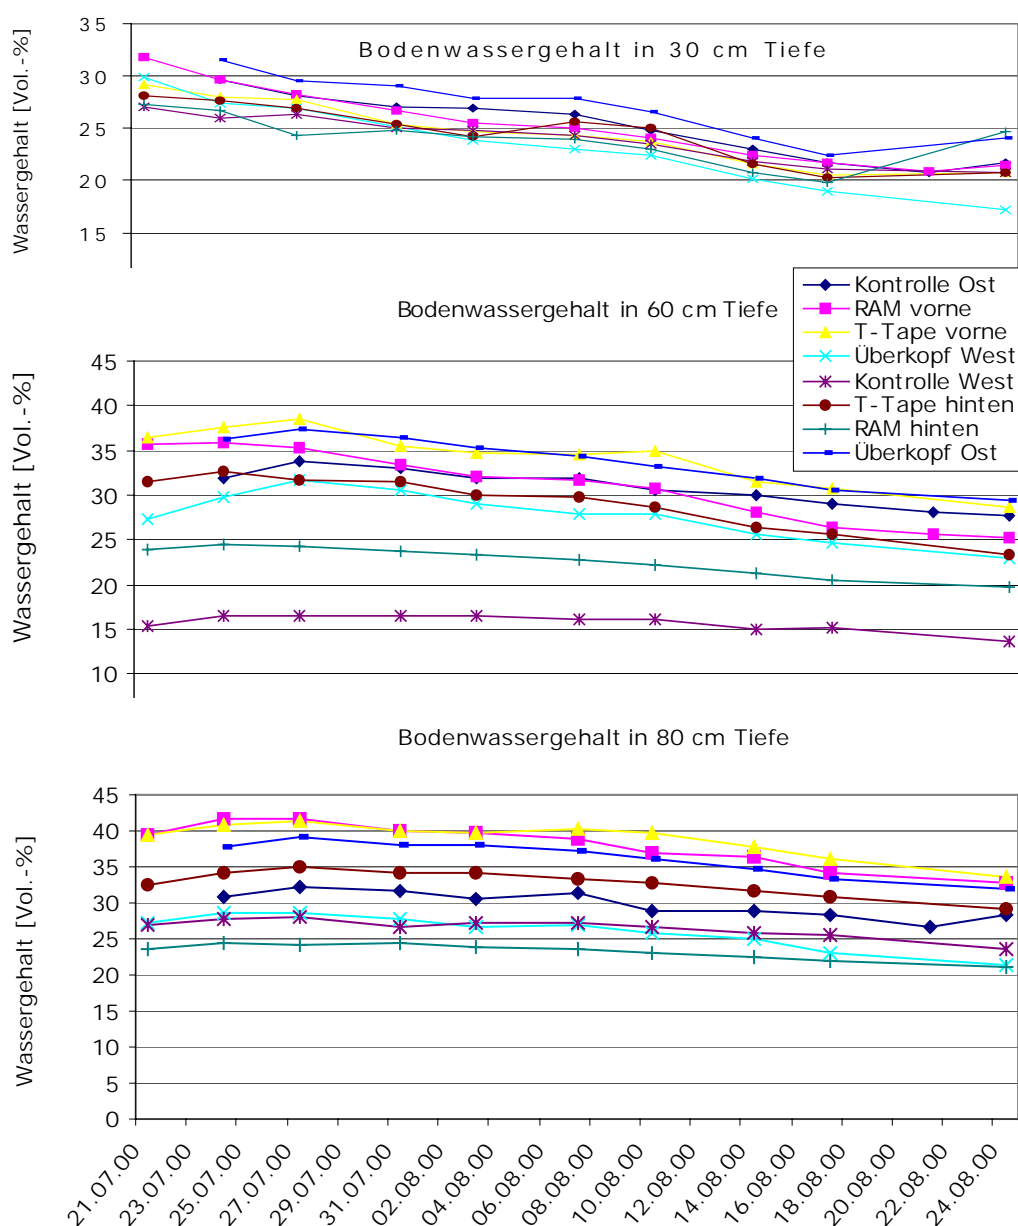 Bodenwassergehalt in 30 cm Tiefe
Wassergehalt [Vol.-%]
35
30
25
20
15
Bodenwassergehalt in 60 cm Tiefe
Kontrolle Ost
RAM vorne
T-Tape vorne
Überkopf West
Kontrolle West
T-Tape hinten
RAM hinten
Überkopf Ost
Wassergehalt [Vol.-%]
45
40
35
30
25
20
15
10
Bodenwassergehalt in 80 cm Tiefe
Wassergehalt [Vol.-%]
45
40
35
30
25
20
15
10
5
0
21.07.00
23.07.00
25.07.00
27.07.00
29.07.00
31.07.00
02.08.00
04.08.00
06.08.00
08.08.00
10.08.00
12.08.00
14.08.00
16.08.00
18.08.00
20.08.00
22.08.00
24.08.00